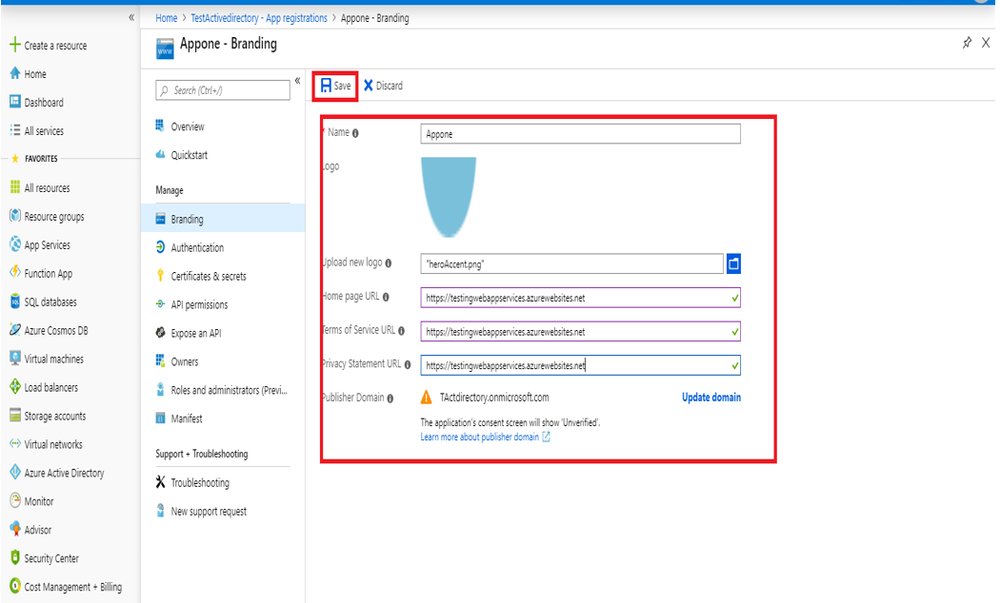 Home > TestActivedirectory - App registrations > Appone - Branding
Appone - Branding
Create a resource
Home
Dashboard
All services
FAVORITES
All resources
Resource groups
App Services
Function App
SQL databases
Azure Cosmos DB
Virtual machines
Load balancers
Storage accounts
Virtual networks
Azure Active Directory
Monitor
Advisor
Security Center
Cost Management + Billing
Search (Ctrl+/)
Overview
Quickstart
Manage
Branding
Authentication
Certificates & secrets
API permissions
Expose an API
Owners
Roles and administrators (Previ...
Manifest
Support + Troubleshooting
Troubleshooting
New support request
Save Discard
* Name Appone
Logo
Upload new logo "heroAccent.png"
Home page URL https://testingwebappservices.azurewebsites.net
Terms of Service URL https://testingwebappservices.azurewebsites.net
Privacy Statement URL https://testingwebappservices.azurewebsites.net
Publisher Domain TActdirectory.onmicrosoft.com Update domain
The application's consent screen will show 'Unverified'.
Learn more about publisher domain